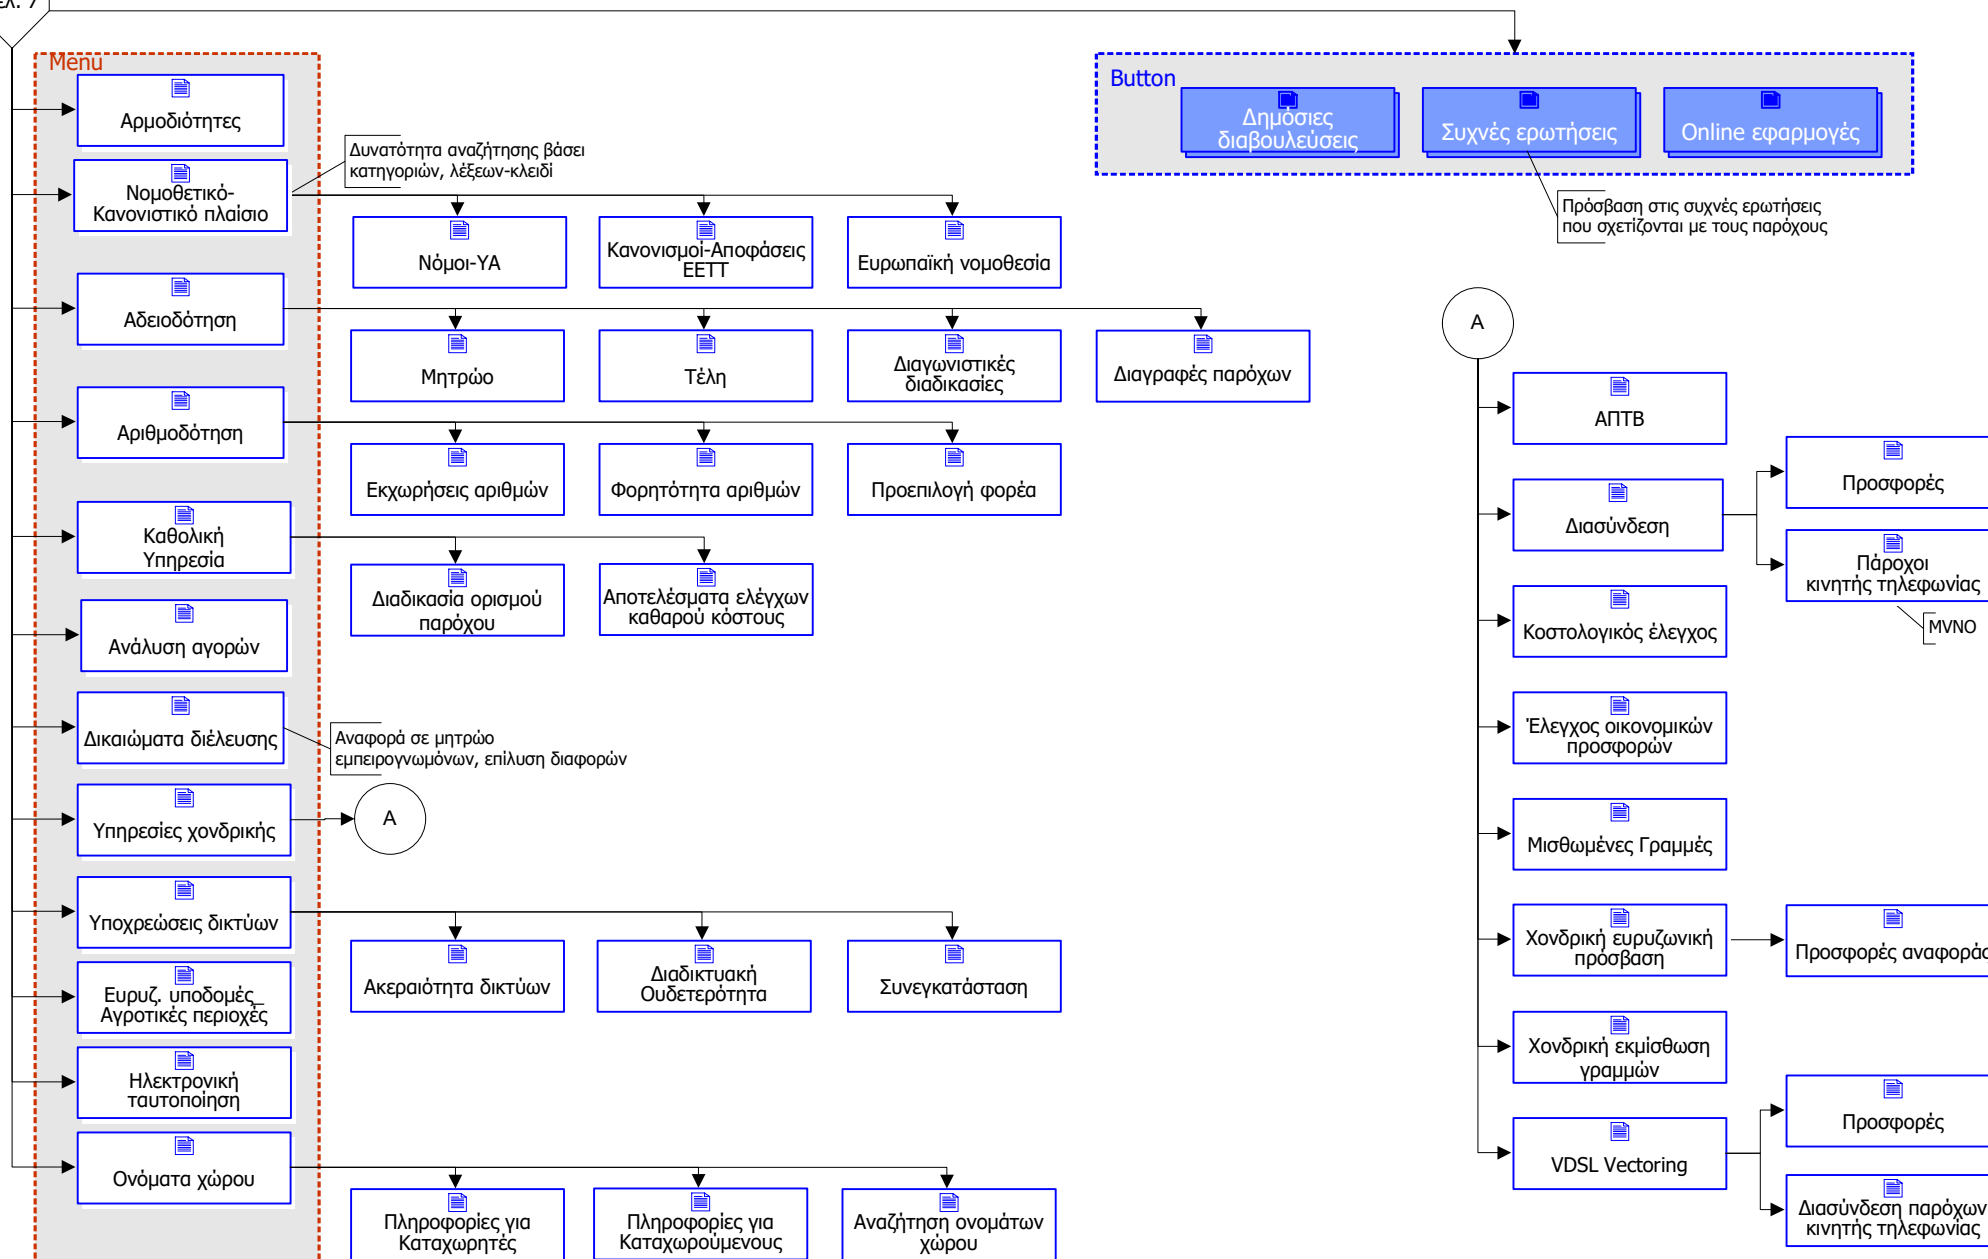 Menu
Αρμοδιότητες
Νομοθετικό-
Κανονιστικό πλαίσιο
Δυνατότητα αναζήτησης βάσει
κατηγοριών, λέξεων-κλειδί
Νόμοι-ΥΑ
Κανονισμοί-Αποφάσεις
ΕΕΤΤ
Ευρωπαϊκή νομοθεσία
Αδειοδότηση
Μητρώο
Τέλη
Διαγωνιστικές
διαδικασίες
Διαγραφές παρόχων
Αριθμοδότηση
Εκχωρήσεις αριθμών
Φορητότητα αριθμών
Προεπιλογή φορέα
Καθολική
Υπηρεσία
Διαδικασία ορισμού
παρόχου
Αποτελέσματα ελέγχων
καθαρού κόστους
Ανάλυση αγορών
Δικαιώματα διέλευσης
Αναφορά σε μητρώο
εμπειρογνωμόνων, επίλυση διαφορών
Υπηρεσίες χονδρικής
A
Υποχρεώσεις δικτύων
Ακεραιότητα δικτύων
Διαδικτυακή
Ουδετερότητα
Συνεγκατάσταση
Ευρυζ. υποδομές_
Αγροτικές περιοχές
Ηλεκτρονική
ταυτοποίηση
Ονόματα χώρου
Πληροφορίες για
Καταχωρητές
Πληροφορίες για
Καταχωρούμενους
Αναζήτηση ονομάτων
χώρου
Button
Δημόσιες
διαβουλεύσεις
Συχνές ερωτήσεις
Online εφαρμογές
Πρόσβαση στις συχνές ερωτήσεις
που σχετίζονται με τους παρόχους
A
ΑΠΤΒ
Διασύνδεση
Προσφορές
Πάροχοι
κινητής τηλεφωνίας
MVNO
Κοστολογικός έλεγχος
Έλεγχος οικονομικών
προσφορών
Μισθωμένες Γραμμές
Χονδρική ευρυζωνική
πρόσβαση
Προσφορές αναφοράς
Χονδρική εκμίσθωση
γραμμών
VDSL Vectoring
Προσφορές
Διασύνδεση παρόχων
κινητής τηλεφωνίας